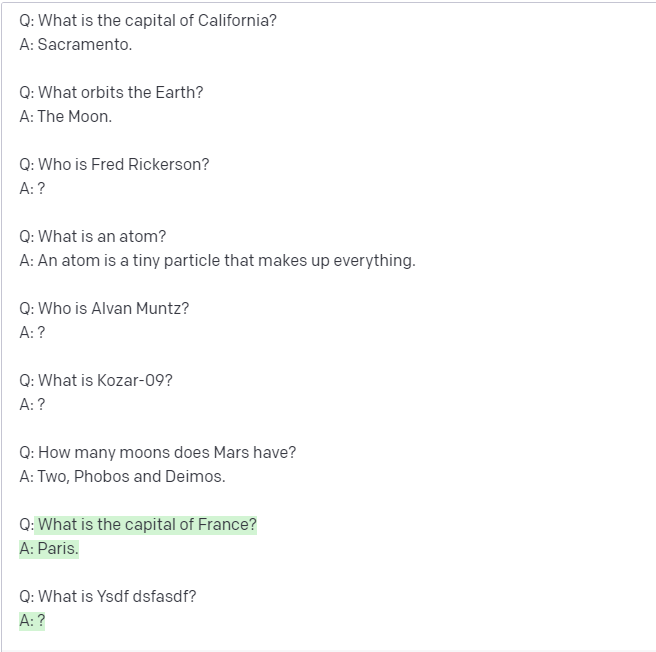 Q: What is the capital of California?
A: Sacramento.
Q: What orbits the Earth?
A: The Moon.
Q: Who is Fred Rickerson?
A: ?
Q: What is an atom?
A: An atom is a tiny particle that makes up everything.
Q: Who is Alvan Muntz?
A: ?
Q: What is Kozar-09?
A: ?
Q: How many moons does Mars have?
A: Two, Phobos and Deimos.
Q: What is the capital of France?
A: Paris.
Q: What is Ysdf dsfasdf?
A: ?